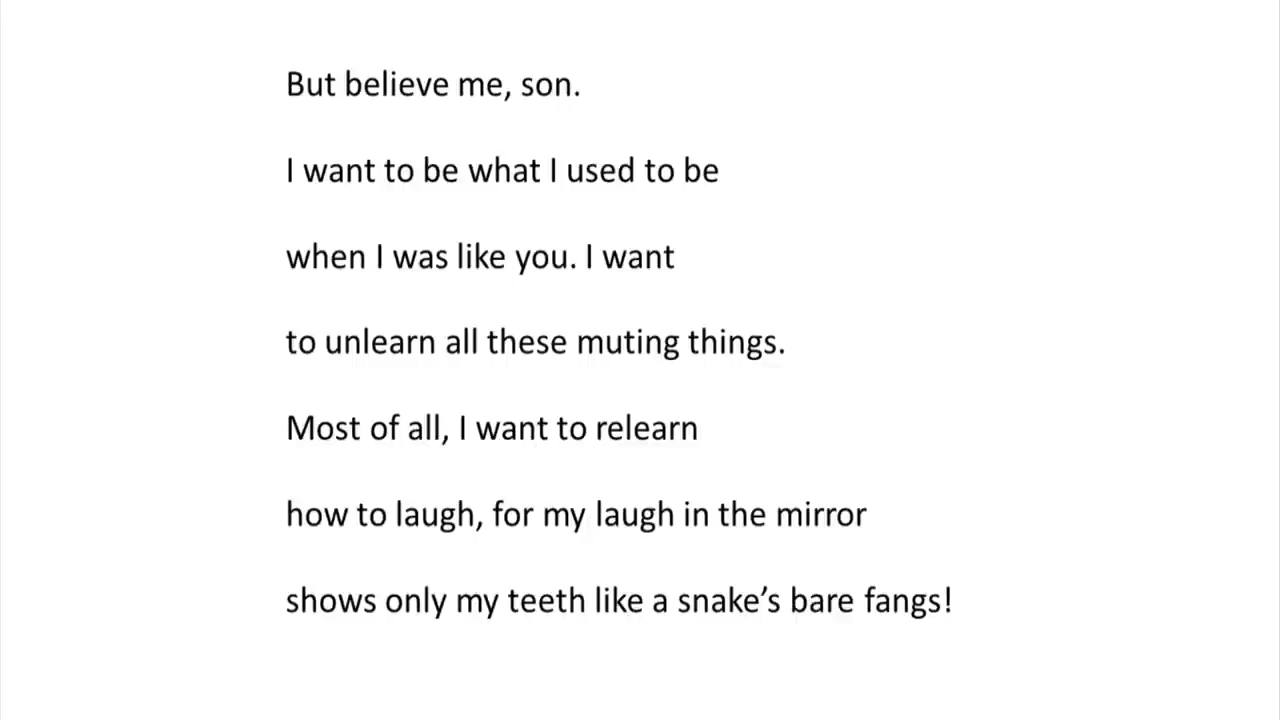 But believe me, son.
I want to be what I used to be
when I was like you. I want
to unlearn all these muting things.
Most of all, I want to relearn
how to laugh, for my laugh in the mirror
shows only my teeth like a snake’s bare fangs!